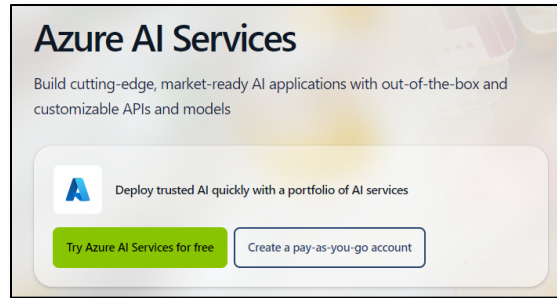 Azure AI Services
Build cutting-edge, market-ready AI applications with out-of-the-box and
customizable APIs and models
Deploy trusted AI quickly with a portfolio of AI services
Try Azure AI Services for free
Create a pay-as-you-go account